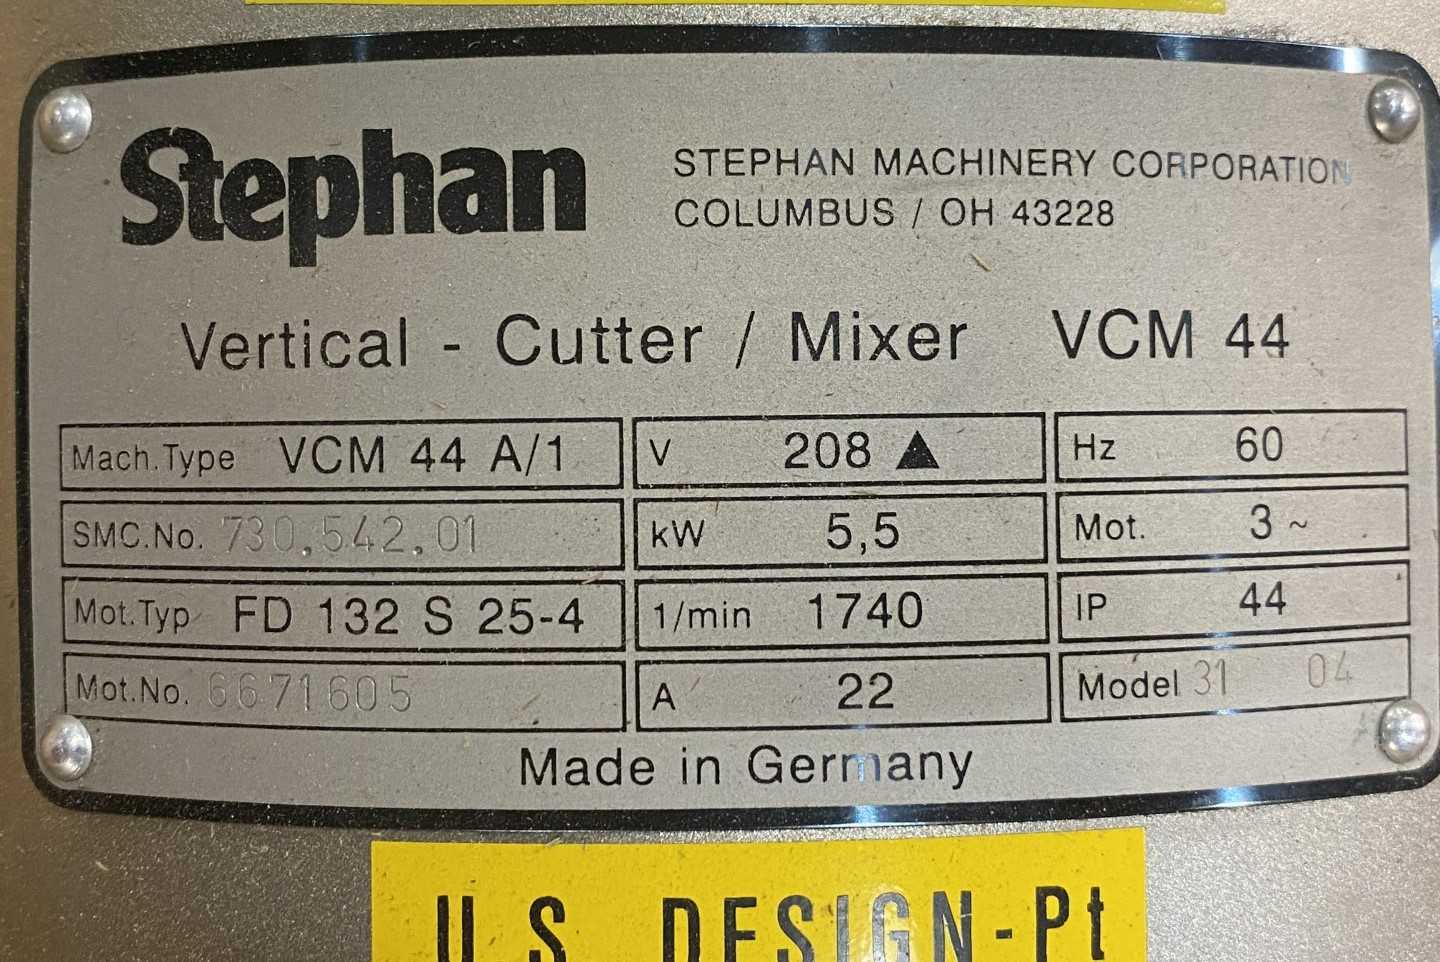 Stephan
STEPHAN MACHINERY CORPORATION
COLUMBUS / OH 43228
Vertical - Cutter / Mixer VCM 44
Mach.Type VCM 44 A/1 V 208 ▲ Hz 60
SMC.No. 730.542.01 kW 5,5 Mot. 3 ~
Mot.Typ FD 132 S 25-4 1/min 1740 IP 44
Mot.No. 6671605 A 22 Model 31 04
Made in Germany
U.S. DESIGN-Pt